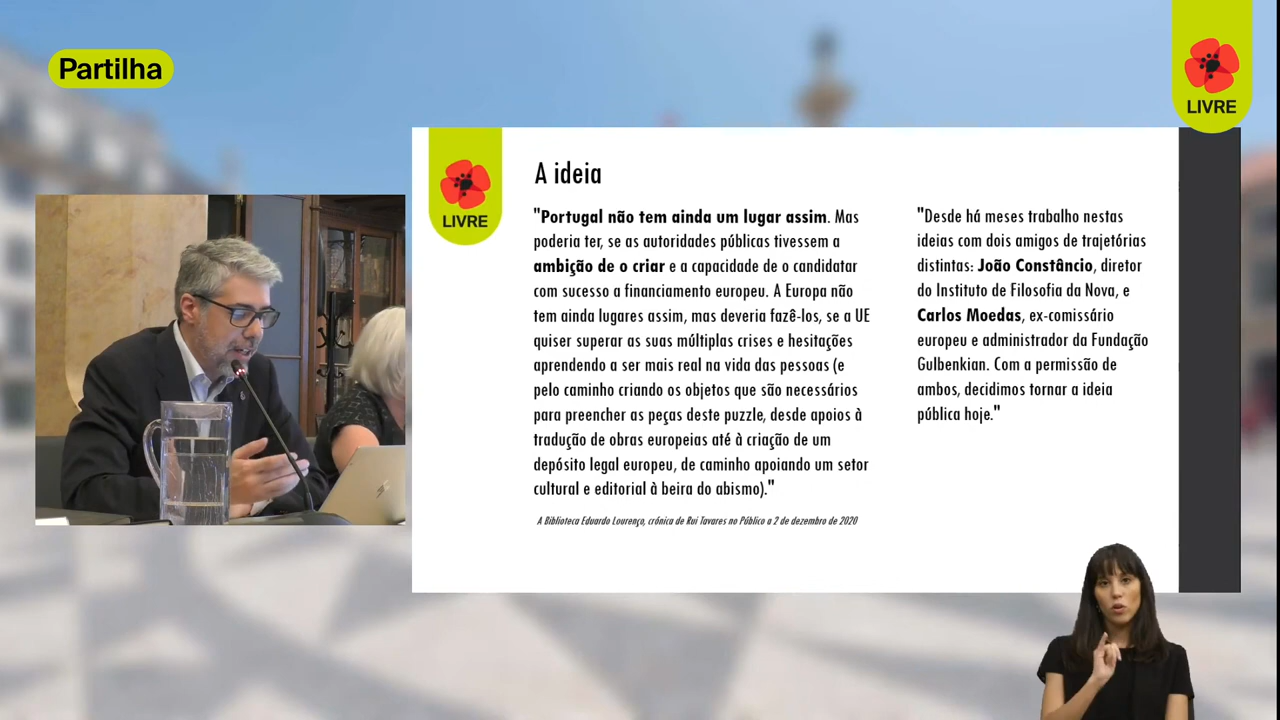 Partilha
LIVRE
LIVRE
A ideia
"Portugal não tem ainda um lugar assim. Mas
poderia ter, se as autoridades públicas tivessem a
ambição de o criar e a capacidade de o candidatar
com sucesso a financiamento europeu. A Europa não
tem ainda lugares assim, mas deveria fazê-los, se a UE
quiser superar as suas múltiplas crises e hesitações
aprendendo a ser mais real na vida das pessoas (e
pelo caminho criando os objetos que são necessários
para preencher as peças deste puzzle, desde apoios à
tradução de obras europeias até à criação de um
depósito legal europeu, de caminho apoiando um setor
cultural e editorial à beira do abismo)."
A Biblioteca Eduardo Lourenço, crónica de Rui Tavares no Público a 2 de dezembro de 2020
"Desde há meses trabalho nestas
ideias com dois amigos de trajetórias
distintas: João Constâncio, diretor
do Instituto de Filosofia da Nova, e
Carlos Moedas, ex-comissário
europeu e administrador da Fundação
Gulbenkian. Com a permissão de
ambos, decidimos tornar a ideia
pública hoje."